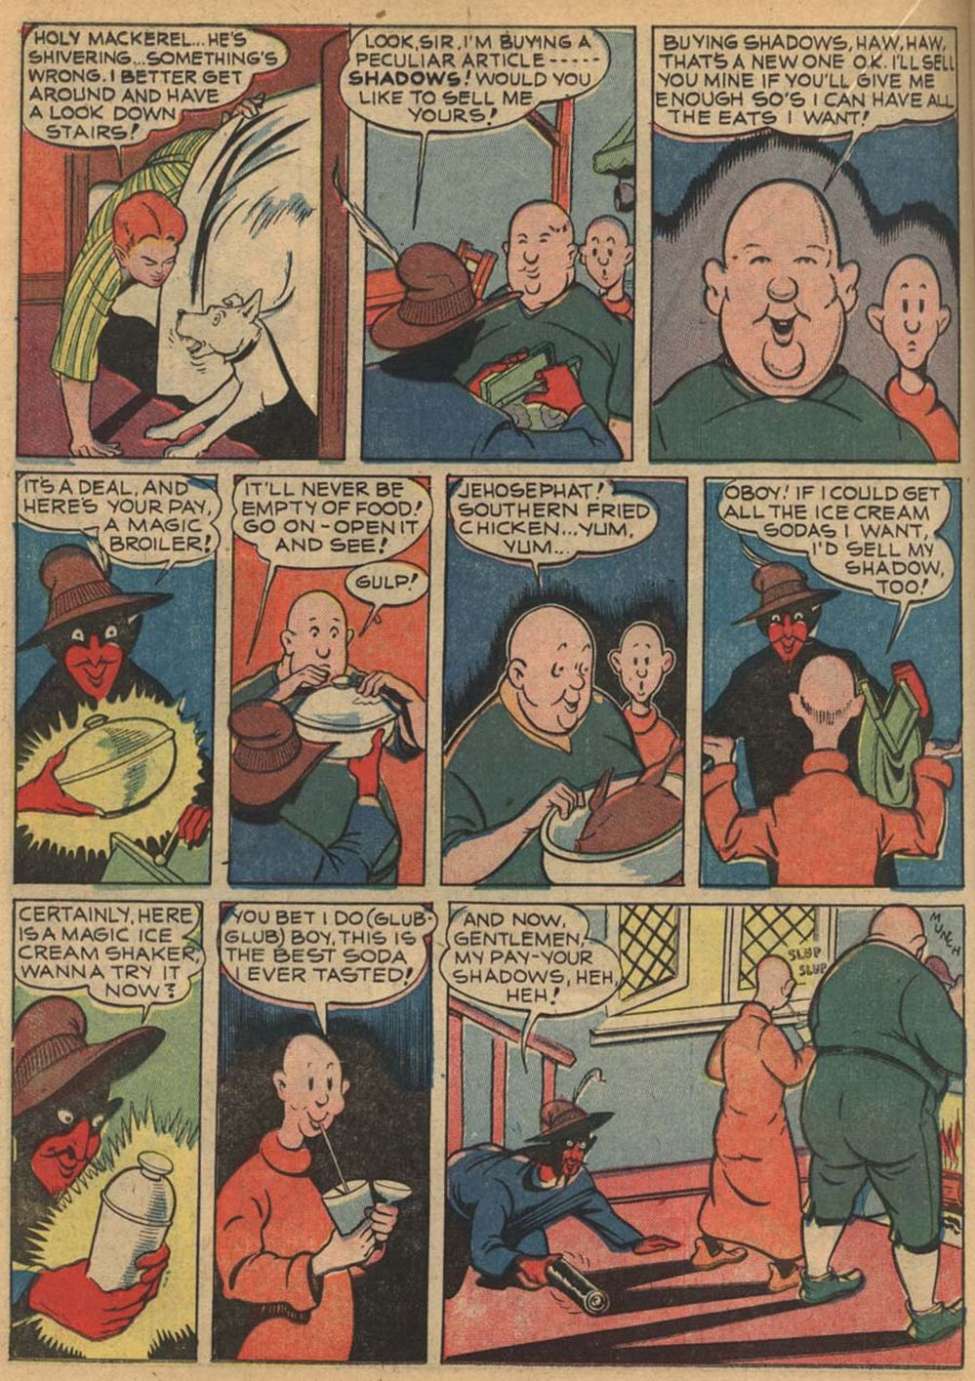 HOLY MACKEREL... HE'S
SHIVERING...SOMETHING'S
WRONG. I BETTER GET
AROUND AND HAVE
A LOOK DOWN
STAIRS!
LOOK, SIR, I'M BUYING A
PECULIAR ARTICLE-----
SHADOWS! WOULD YOU
LIKE TO SELL ME
YOURS!
BUYING SHADOWS, HAW, HAW,
THAT'S A NEW ONE O.K. I'LL SELL
YOU MINE IF YOU'LL GIVE ME
ENOUGH SO'S I CAN HAVE ALL
THE EATS I WANT!
IT'S A DEAL, AND
HERE'S YOUR PAY,
A MAGIC
BROILER!
IT'LL NEVER BE
EMPTY OF FOOD!
GO ON - OPEN IT
AND SEE!
GULP!
JEHOSEPHAT!
SOUTHERN FRIED
CHICKEN...YUM,
YUM...
OBOY! IF I COULD GET
ALL THE ICE CREAM
SODAS I WANT,
I'D SELL MY
SHADOW,
TOO!
CERTAINLY, HERE
IS A MAGIC ICE
CREAM SHAKER,
WANNA TRY IT
NOW?
YOU BET I DO (GLUB-
GLUB) BOY, THIS IS
THE BEST SODA
I EVER TASTED!
AND NOW,
GENTLEMEN,
MY PAY-YOUR
SHADOWS, HEH,
HEH!
SLUP
SLUP
MUNCH